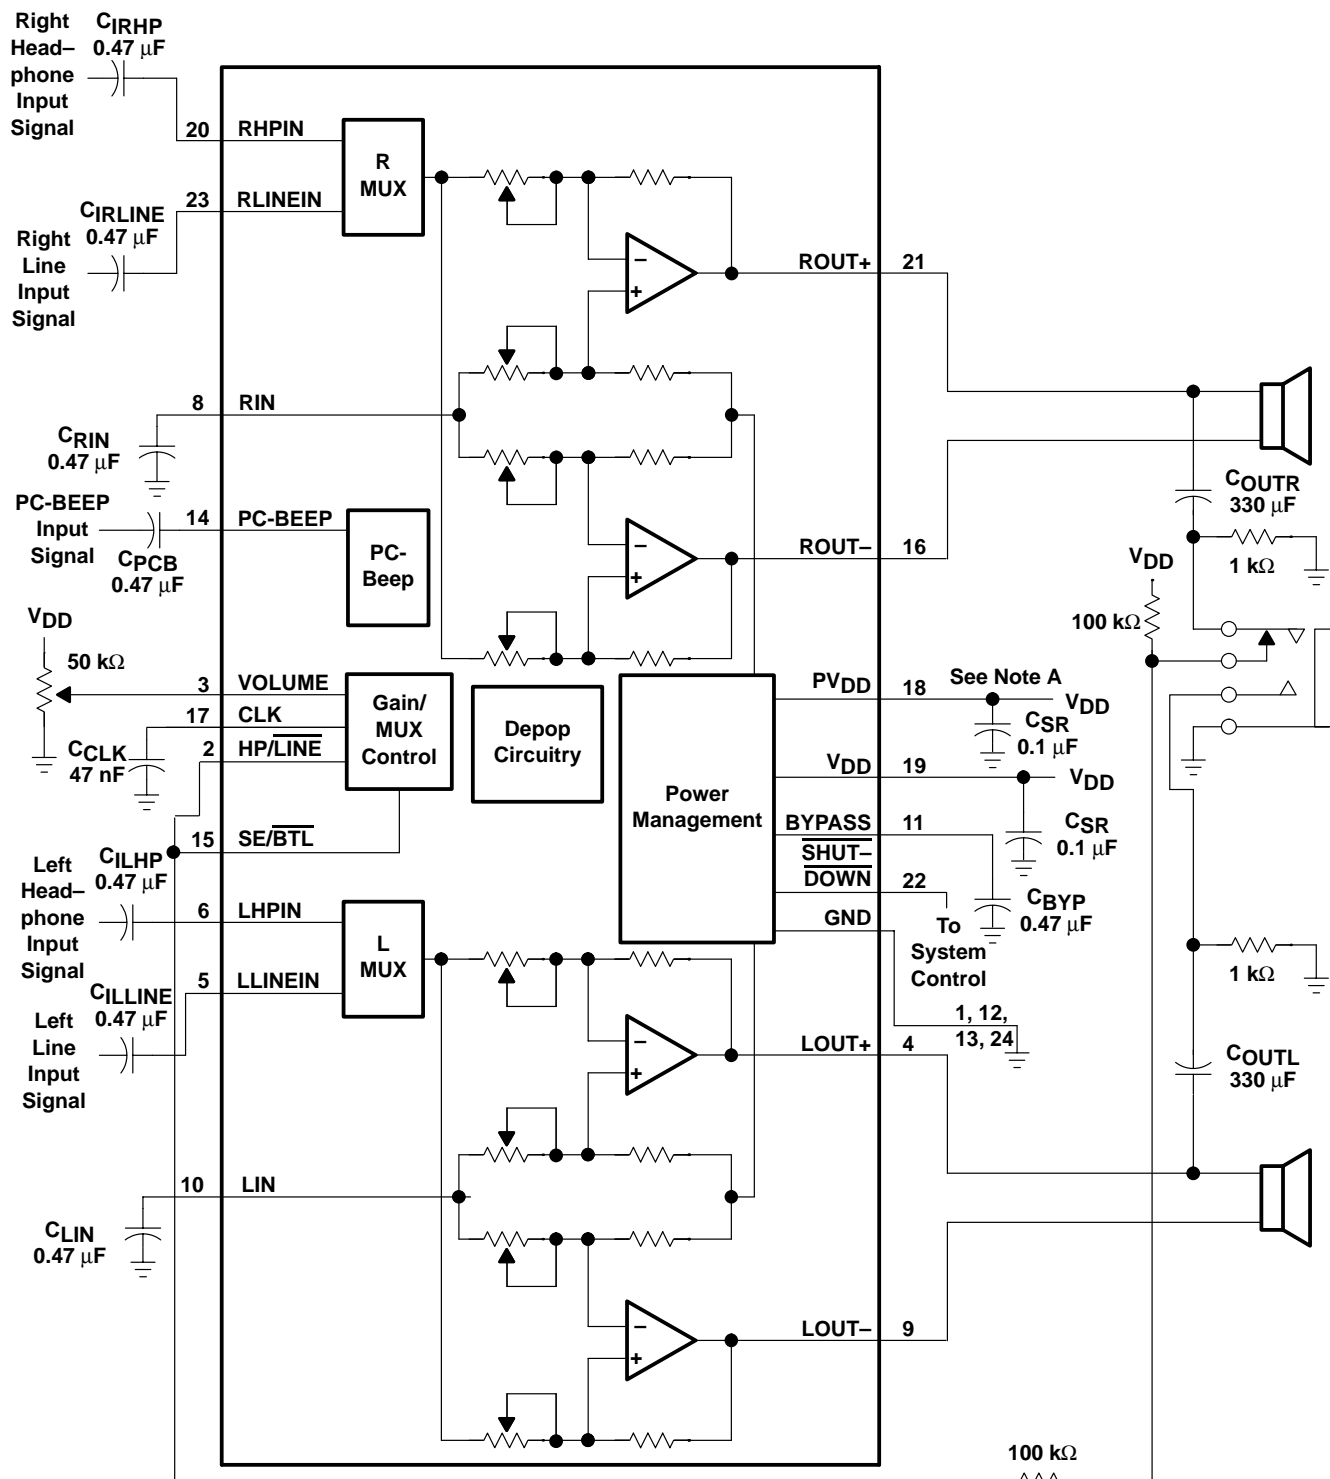 Right
Head–
phone
Input
Signal
CIRHP
0.47 μF
20
RHPIN
R
MUX
23
RLINEIN
CIRLINE
0.47 μF
Right
Line
Input
Signal
ROUT+
21
8
RIN
CRIN
0.47 μF
PC-BEEP
Input
Signal
14
PC-BEEP
CPCB
0.47 μF
PC-
Beep
ROUT–
16
COUTR
330 μF
1 kΩ
VDD
100 kΩ
VDD
50 kΩ
3
VOLUME
17
CLK
2
HP/LINE
CCLK
47 nF
Gain/
MUX
Control
Depop
Circuitry
15
SE/BTL
Power
Management
PVDD
18
See Note A
VDD
CSR
0.1 μF
VDD
19
VDD
CSR
0.1 μF
BYPASS
11
SHUT–
DOWN
22
GND
CBYP
0.47 μF
To
System
Control
1, 12,
13, 24
Left
Head–
phone
Input
Signal
CILHP
0.47 μF
6
LHPIN
L
MUX
5
LLINEIN
CILLINE
0.47 μF
Left
Line
Input
Signal
1 kΩ
LOUT+
4
COUTL
330 μF
10
LIN
CLIN
0.47 μF
LOUT–
9
100 kΩ